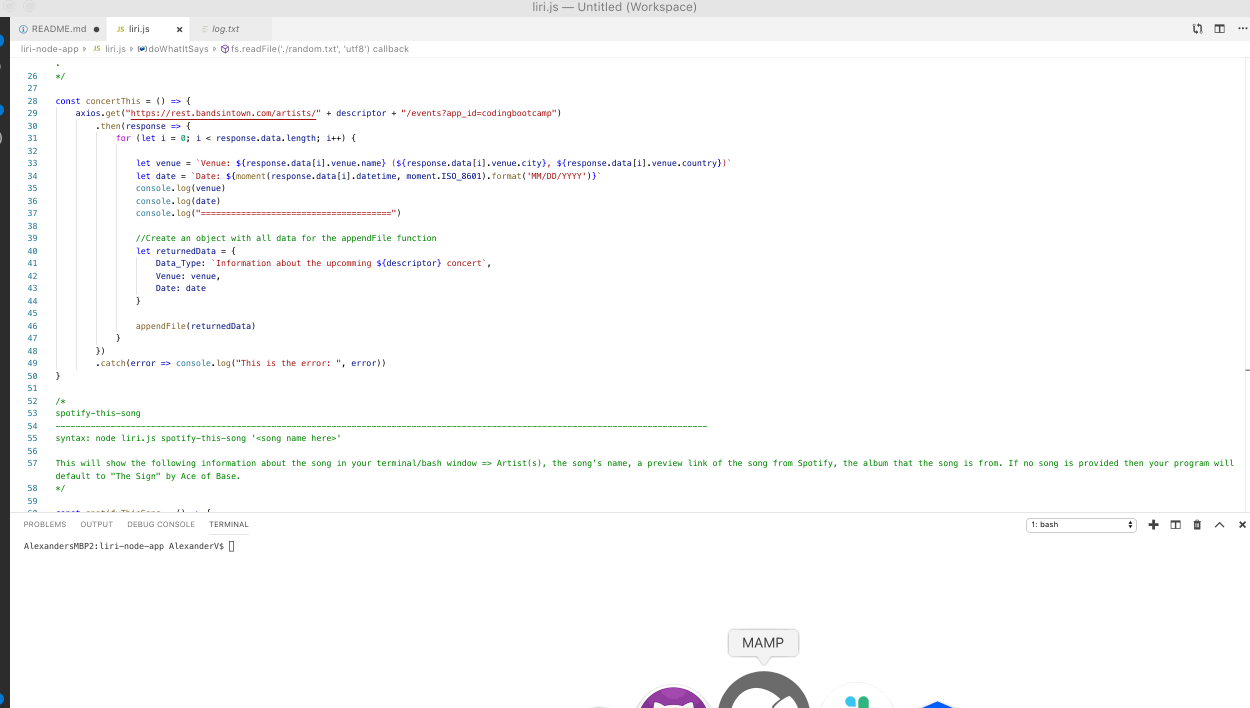 liri.js — Untitled (Workspace)
README.md ● JS liri.js × log.txt
liri-node-app › JS liri.js › doWhatItSays › fs.readFile('./random.txt', 'utf8') callback
26 */
27
28 const concertThis = () => {
29 axios.get("https://rest.bandsintown.com/artists/" + descriptor + "/events?app_id=codingbootcamp")
30 .then(response => {
31 for (let i = 0; i < response.data.length; i++) {
32
33 let venue = `Venue: ${response.data[i].venue.name} (${response.data[i].venue.city}, ${response.data[i].venue.country})`
34 let date = `Date: ${moment(response.data[i].datetime, moment.ISO_8601).format('MM/DD/YYYY')}`
35 console.log(venue)
36 console.log(date)
37 console.log("======================================")
38
39 //Create an object with all data for the appendFile function
40 let returnedData = {
41 Data_Type: `Information about the upcomming ${descriptor} concert`,
42 Venue: venue,
43 Date: date
44 }
45
46 appendFile(returnedData)
47 }
48 })
49 .catch(error => console.log("This is the error: ", error))
50 }
51
52 /*
53 spotify-this-song
54 ----------------------------------------------------------------------------------------------------------------------------------
55 syntax: node liri.js spotify-this-song '<song name here>'
56
57 This will show the following information about the song in your terminal/bash window => Artist(s), the song's name, a preview link of the song from Spotify, the album that the song is from. If no song is provided then your program will
default to "The Sign" by Ace of Base.
58 */
59
PROBLEMS OUTPUT DEBUG CONSOLE TERMINAL 1: bash
AlexandersMBP2:liri-node-app AlexanderV$
MAMP